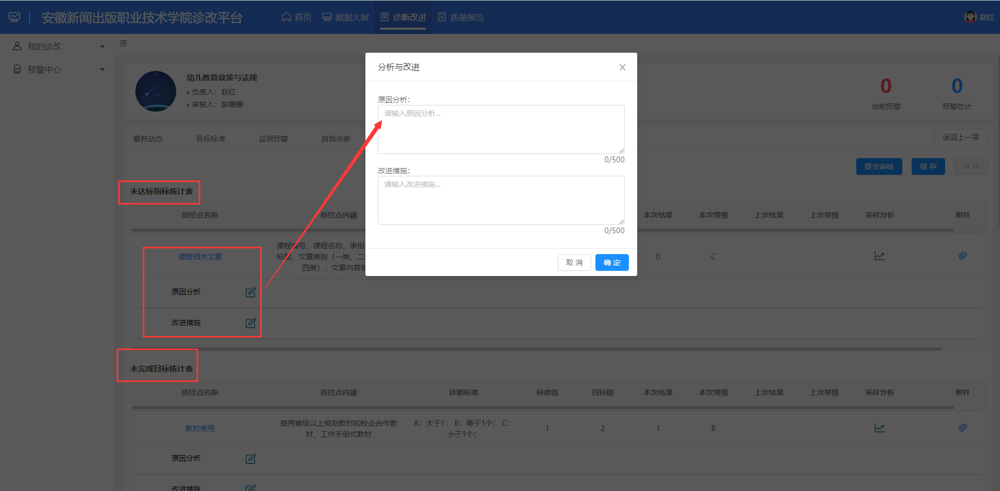 安徽新闻出版职业技术学院诊改平台
首页
数据大屏
诊断改进
质量报告
赵红
我的诊改
预警中心
幼儿教育政策与法规
负责人：赵红
审核人：彭姗姗
0
当前预警
0
预警总计
最新动态
目标标准
监测预警
自我诊断
返回上一层
提交审核
保 存
审 核
分析与改进
原因分析：
请输入原因分析...
0/500
改进措施：
请输入改进措施...
0/500
取 消
确 定
未达标指标统计表
质控点名称
质控点内涵
本次结果
本次等级
上次结果
上次等级
采样分析
附件
课程相关文章
课程编号、课程名称、承担
标题、文章类别（一类，二
四类）、文章内容
0
C
原因分析
改进措施
未完成目标统计表
质控点名称
质控点内涵
诊断标准
标准值
目标值
本次结果
本次等级
上次结果
上次等级
采样分析
附件
教材使用
使用省级以上规划教材和校企合作教
材、工作手册式教材
A：大于1； B：等于1个； C：
小于1个；
1
2
1
B
原因分析
改进措施